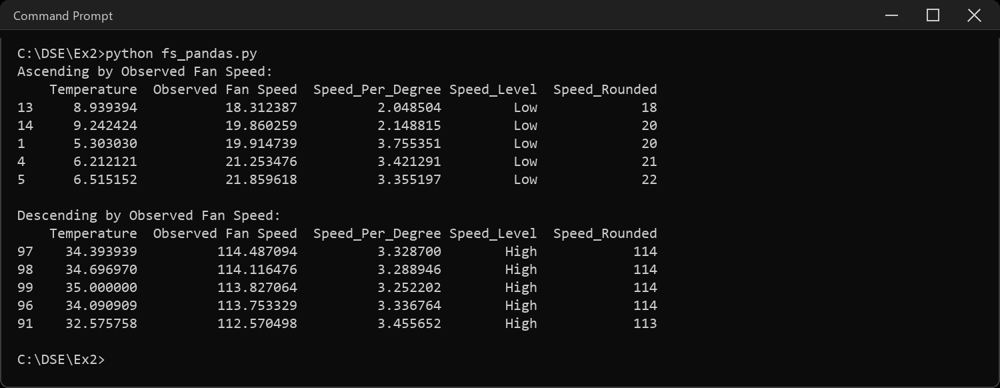 Command Prompt
C:\DSE\Ex2>python fs_pandas.py
Ascending by Observed Fan Speed:
    Temperature  Observed Fan Speed  Speed_Per_Degree Speed_Level  Speed_Rounded
13     8.939394           18.312387          2.048504         Low             18
14     9.242424           19.860259          2.148815         Low             20
1      5.303030           19.914739          3.755351         Low             20
4      6.212121           21.253476          3.421291         Low             21
5      6.515152           21.859618          3.355197         Low             22
Descending by Observed Fan Speed:
    Temperature  Observed Fan Speed  Speed_Per_Degree Speed_Level  Speed_Rounded
97    34.393939          114.487094          3.328700        High            114
98    34.696970          114.116476          3.288946        High            114
99    35.000000          113.827064          3.252202        High            114
96    34.090909          113.753329          3.336764        High            114
91    32.575758          112.570498          3.455652        High            113
C:\DSE\Ex2>